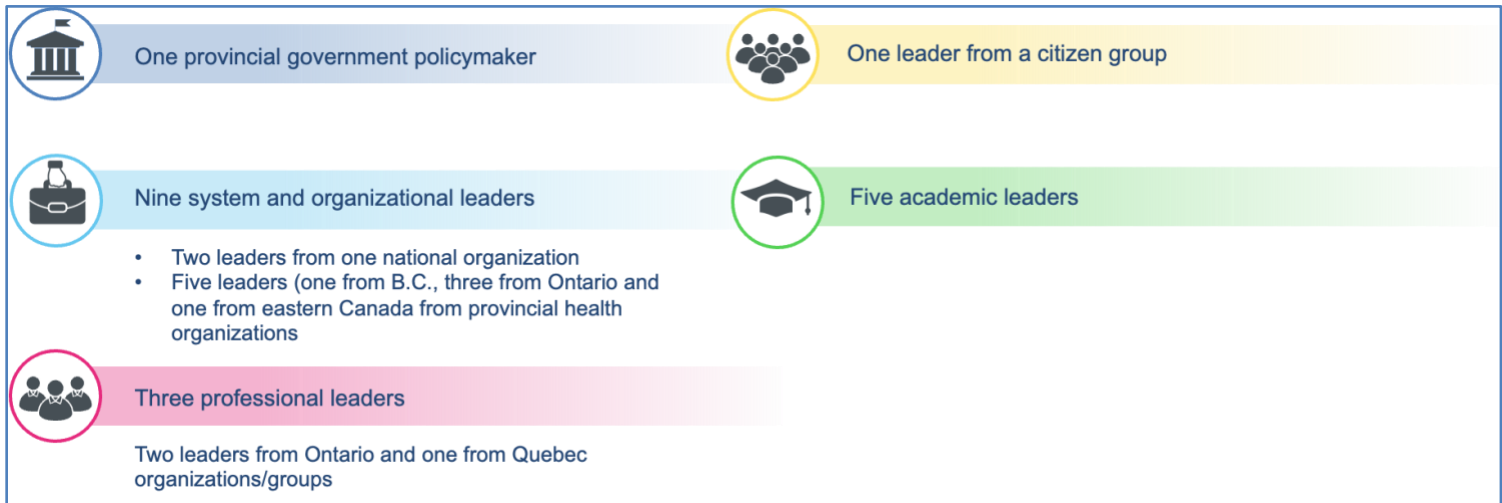 One provincial government policymaker
One leader from a citizen group
Nine system and organizational leaders
• Two leaders from one national organization
• Five leaders (one from B.C., three from Ontario and
one from eastern Canada from provincial health
organizations
Five academic leaders
Three professional leaders
Two leaders from Ontario and one from Quebec
organizations/groups